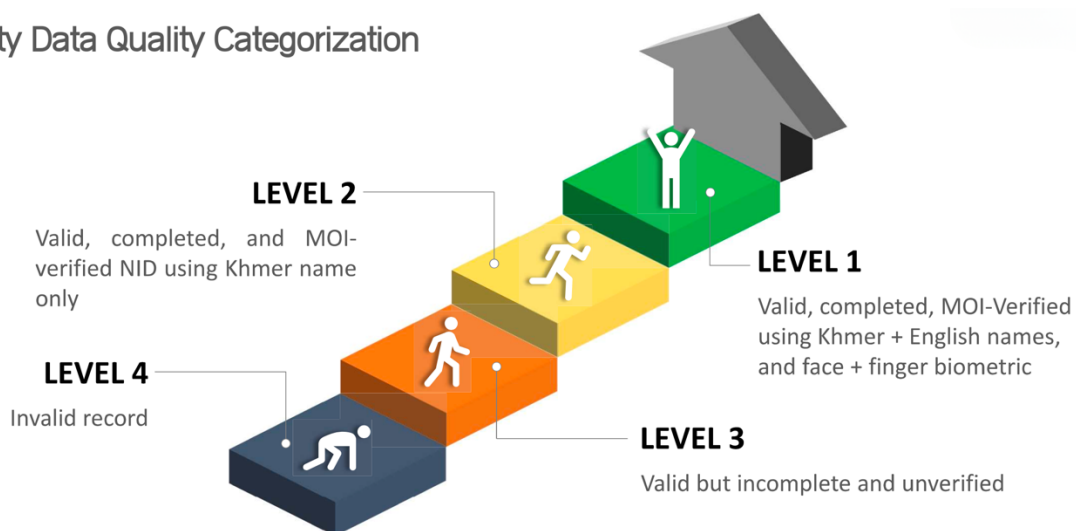 ty Data Quality Categorization
LEVEL 2
Valid, completed, and MOI-
verified NID using Khmer name
only
LEVEL 1
Valid, completed, MOI-Verified
using Khmer + English names,
and face + finger biometric
LEVEL 4
Invalid record
LEVEL 3
Valid but incomplete and unverified